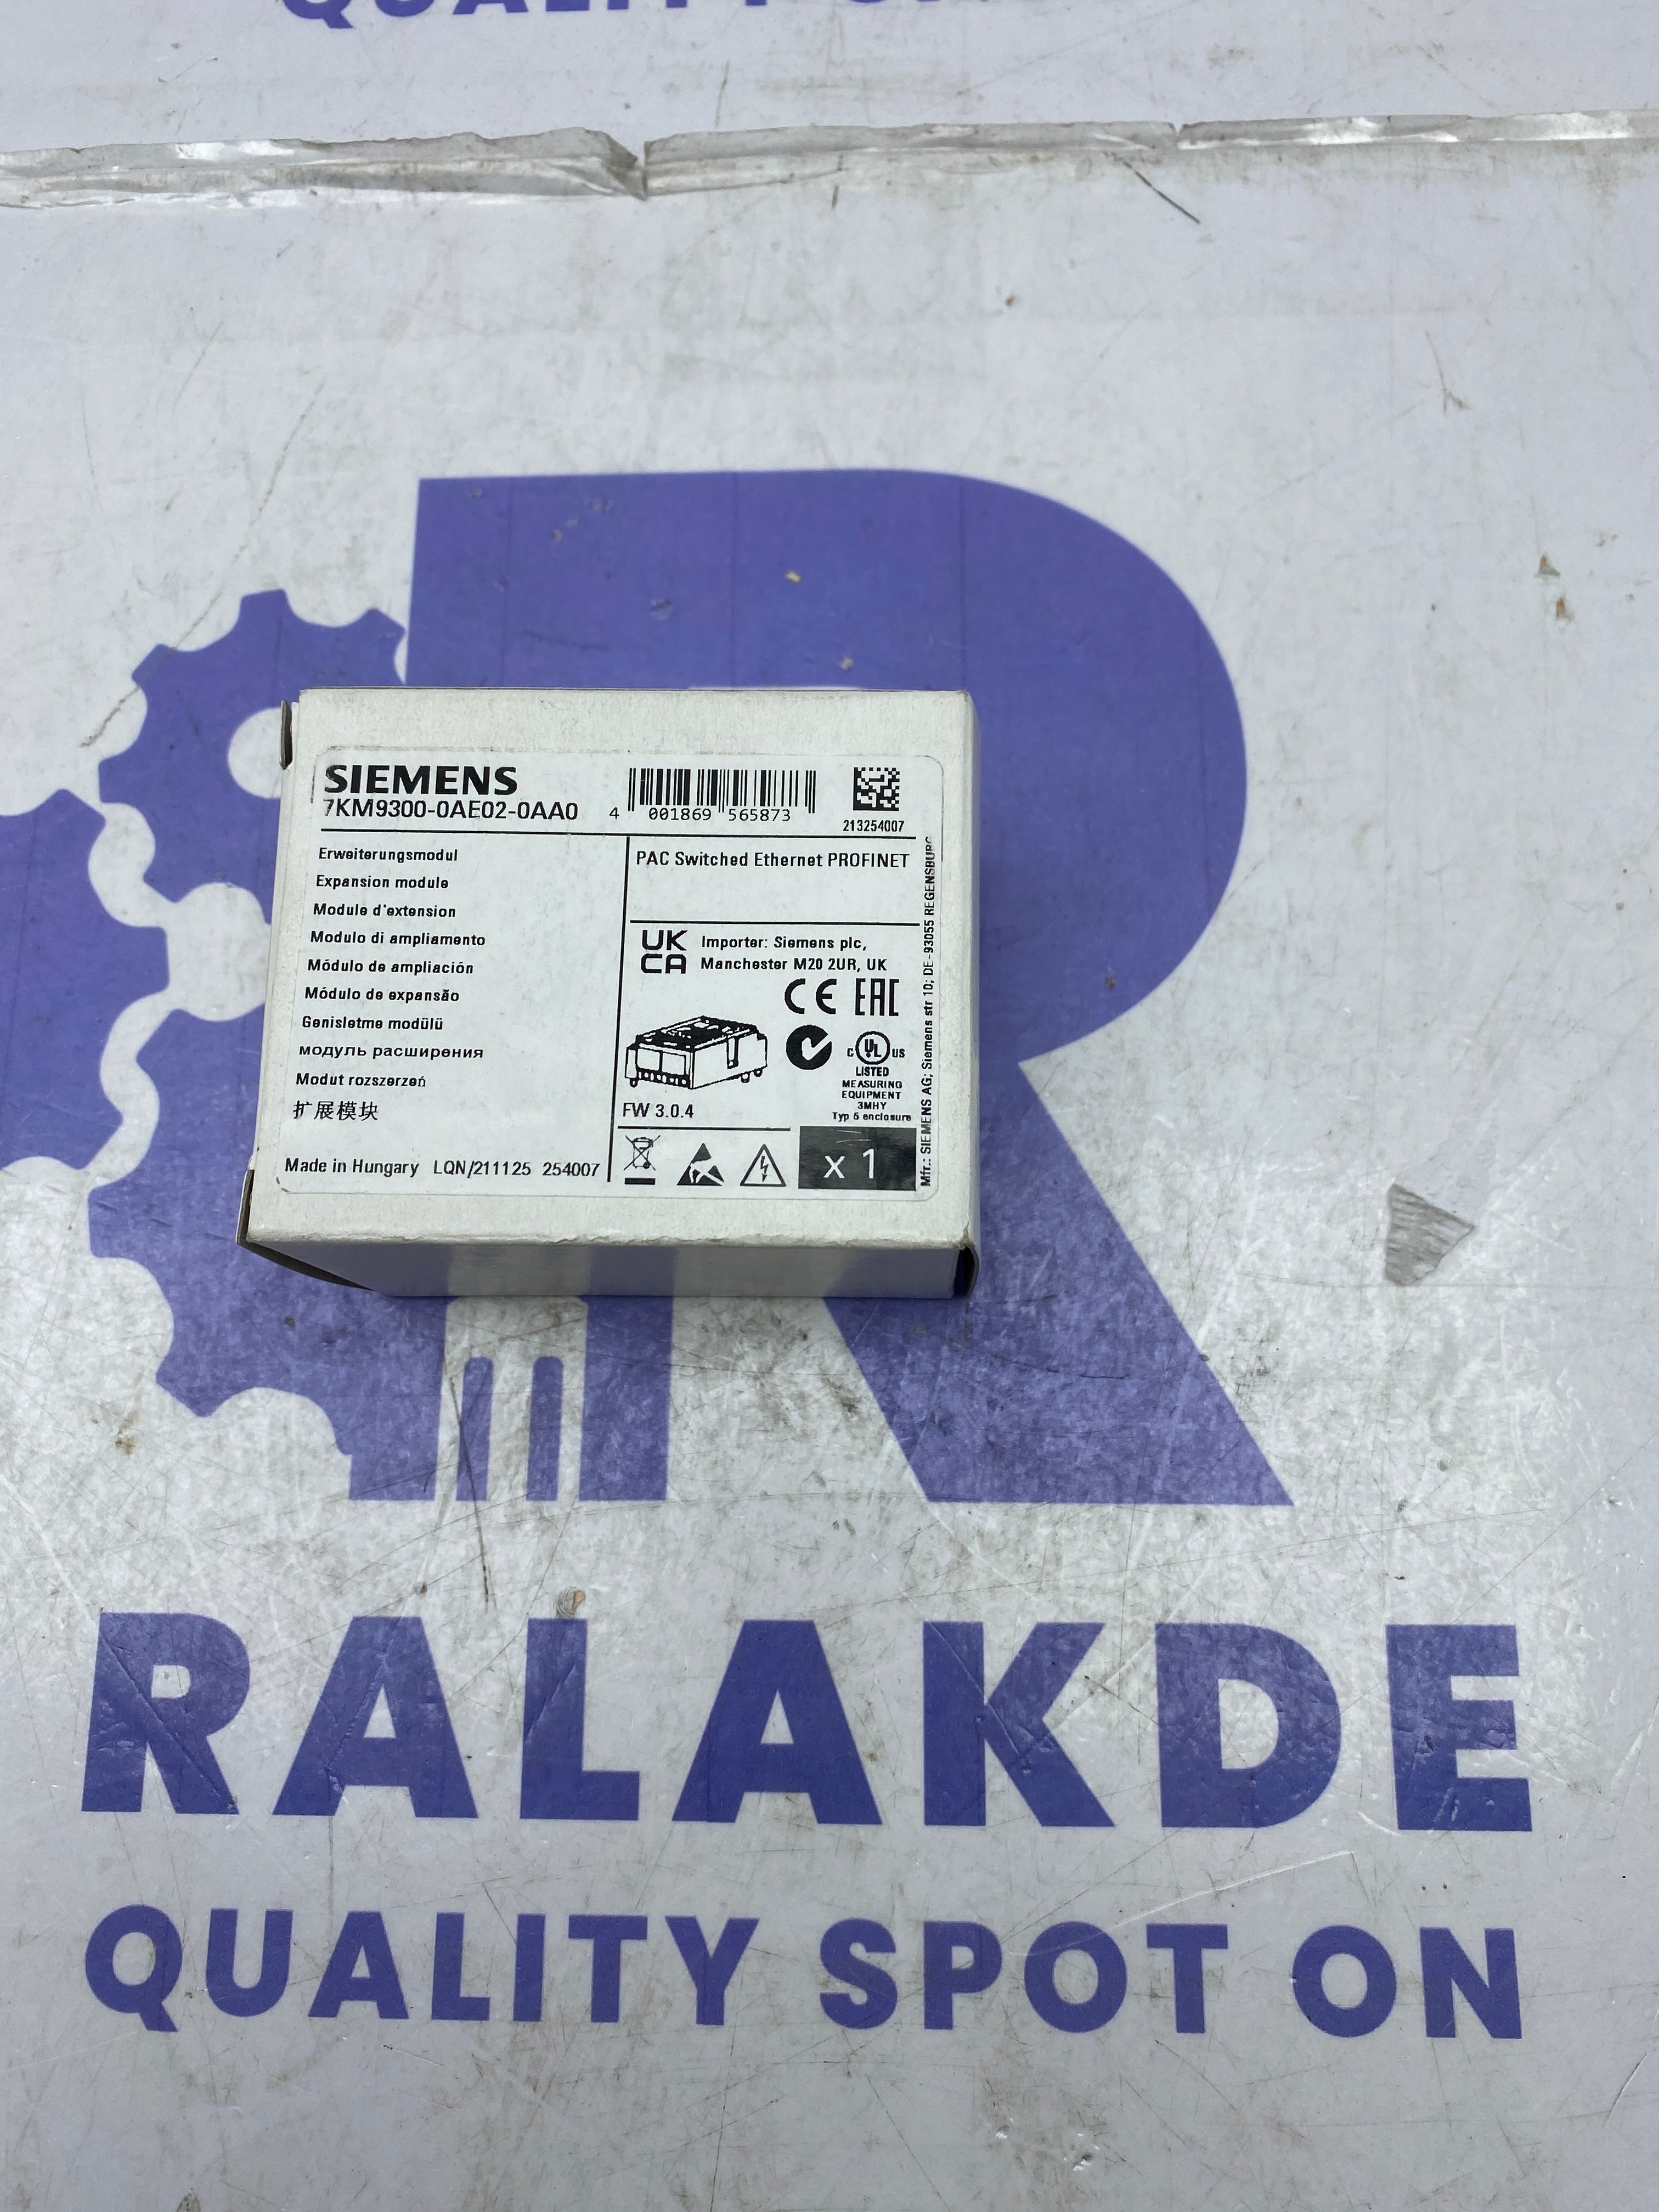 SIEMENS
7KM9300-0AE02-0AA0
4 001869 565873
213254007
Erweiterungsmodul
Expansion module
Module d'extension
Modulo di ampliamento
Módulo de ampliación
Módulo de expansão
Genisletme modülü
модуль расширения
Modut rozszerzeń
扩展模块
Made in Hungary LQN/211125 254007
PAC Switched Ethernet PROFINET
UK
CA
Importer: Siemens plc,
Manchester M20 2UR, UK
CE EAC
C UL US
LISTED
MEASURING
EQUIPMENT
3MHY
Typ 5 enclosure
FW 3.0.4
x 1
Mfr.: SIEMENS AG; Siemens str 10; DE-93055 REGENSBURG
RALAKDE
QUALITY SPOT ON